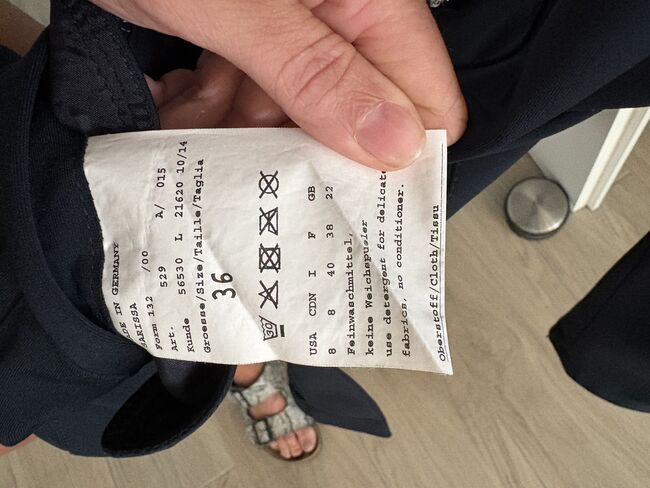 MADE IN GERMANY
MARISSA
Form 132 /00
Art. 529 A/ 015
Kunde 56530 L 21620 10/14
Groesse/Size/Taille/Taglia
36
30
USA CDN I F GB
8 8 40 38 22
Feinwaschmittel,
keine Weichspueler
use detergent for delicate
fabrics, no conditioner.
Oberstoff/Cloth/Tissu